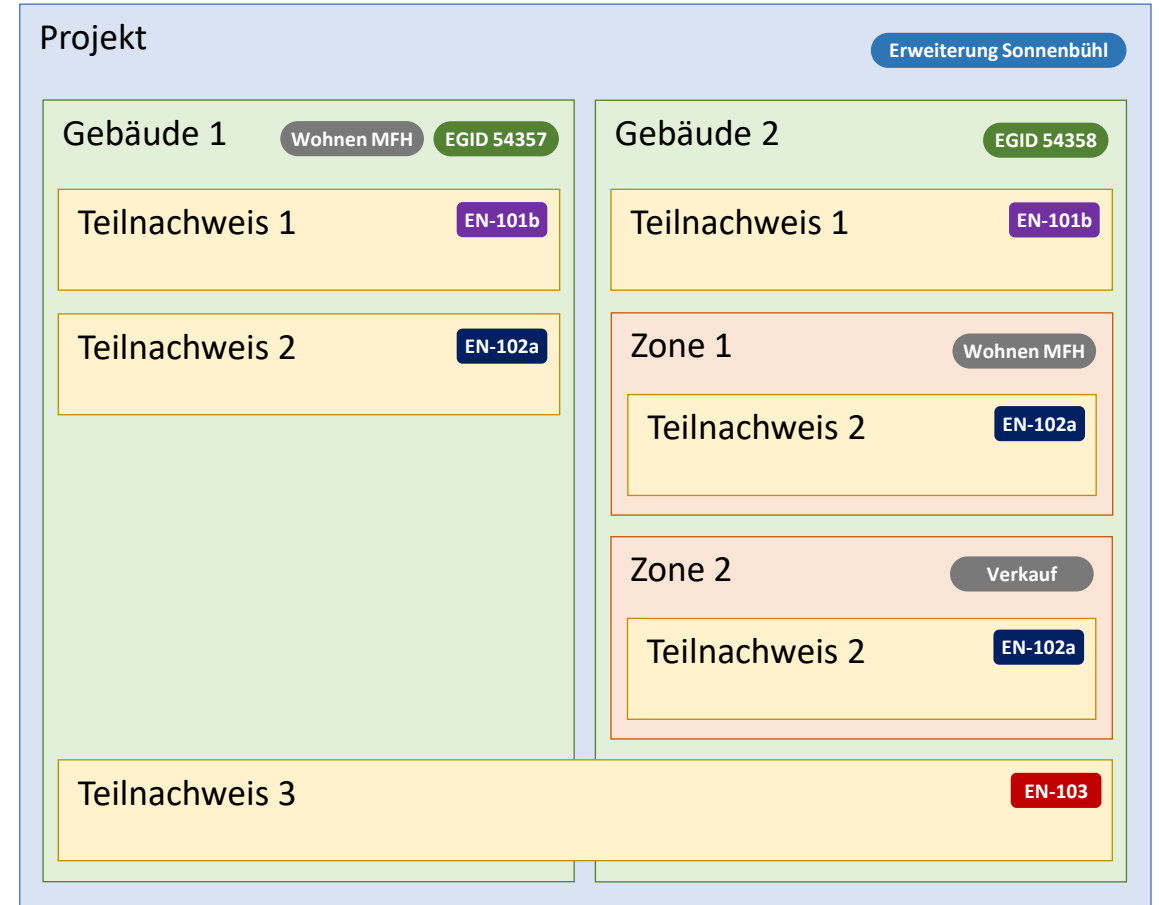 Projekt
Erweiterung Sonnenbühl
Gebäude 1
Wohnen MFH
EGID 54357
Teilnachweis 1
EN-101b
Teilnachweis 2
EN-102a
Gebäude 2
EGID 54358
Teilnachweis 1
EN-101b
Zone 1
Wohnen MFH
Teilnachweis 2
EN-102a
Zone 2
Verkauf
Teilnachweis 2
EN-102a
Teilnachweis 3
EN-103